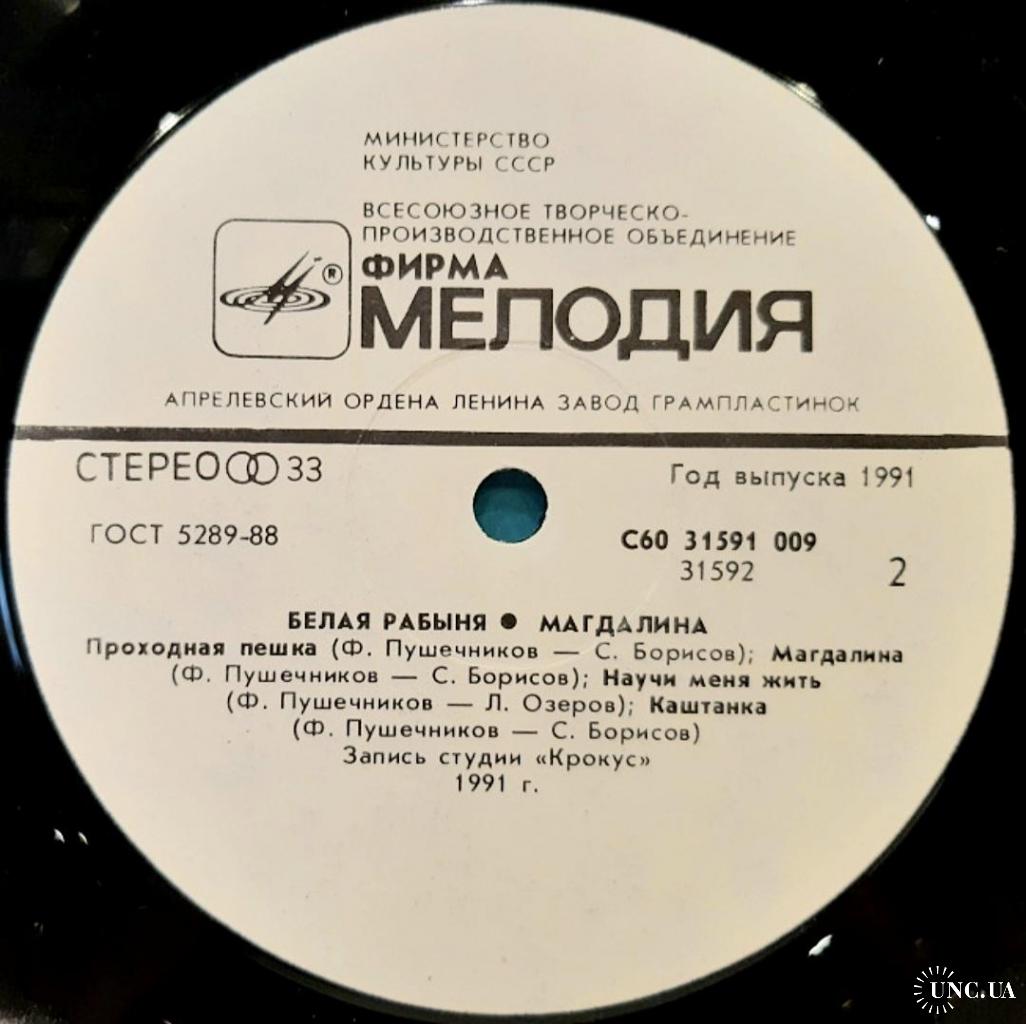 МИНИСТЕРСТВО
КУЛЬТУРЫ СССР
ВСЕСОЮЗНОЕ ТВОРЧЕСКО-
ПРОИЗВОДСТВЕННОЕ ОБЪЕДИНЕНИЕ
®
ФИРМА
МЕЛОДИЯ
АПРЕЛЕВСКИЙ ОРДЕНА ЛЕНИНА ЗАВОД ГРАМПЛАСТИНОК
СТЕРЕО 33
Год выпуска 1991
ГОСТ 5289-88
С60 31591 009
31592
2
БЕЛАЯ РАБЫНЯ ● МАГДАЛИНА
Проходная пешка (Ф. Пушечников — С. Борисов); Магдалина
(Ф. Пушечников — С. Борисов); Научи меня жить
(Ф. Пушечников — Л. Озеров); Каштанка
(Ф. Пушечников — С. Борисов)
Запись студии «Крокус»
1991 г.
UNC.UA